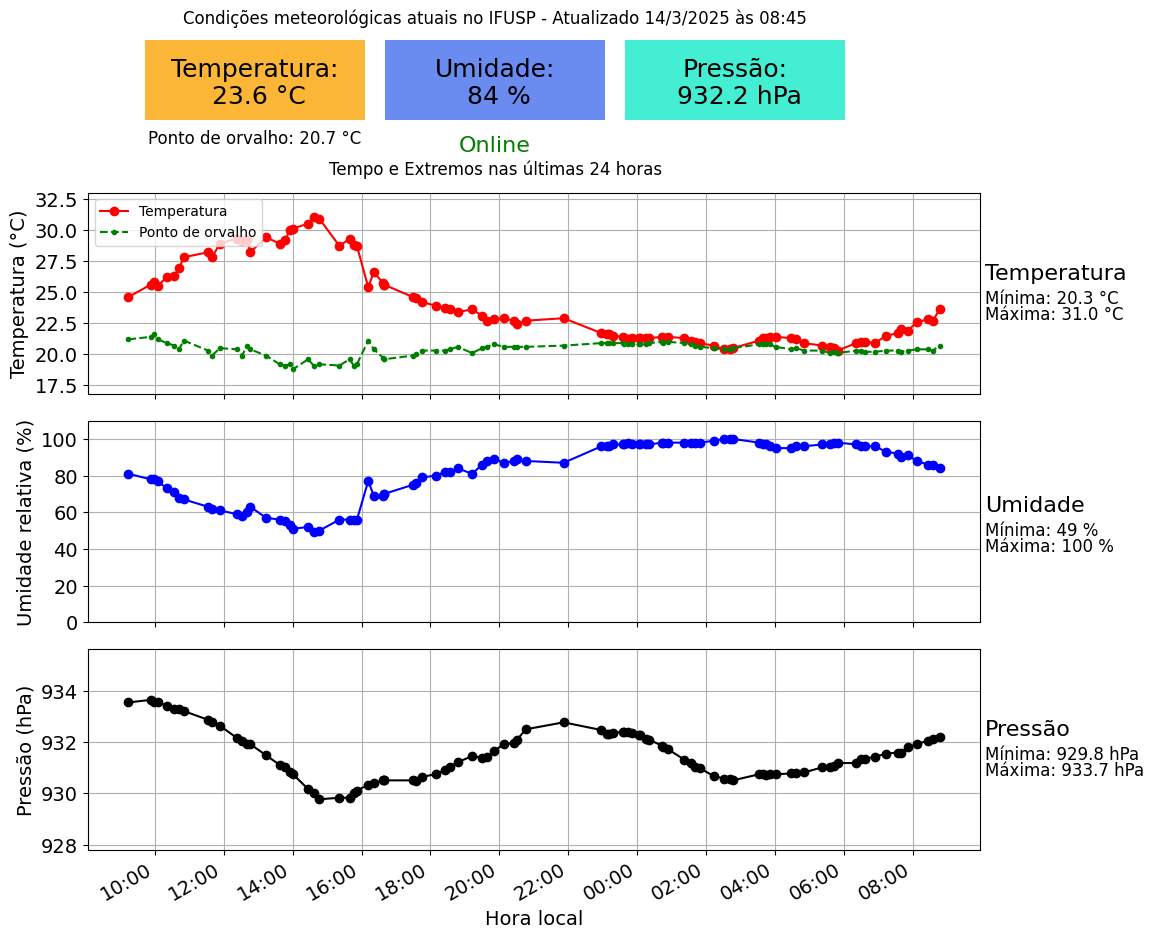 Condições meteorológicas atuais no IFUSP - Atualizado 14/3/2025 às 08:45
Temperatura:
23.6 °C
Umidade:
84 %
Pressão:
932.2 hPa
Ponto de orvalho: 20.7 °C
Online
Tempo e Extremos nas últimas 24 horas
Temperatura (°C)
32.5
30.0
27.5
25.0
22.5
20.0
17.5
Temperatura
Ponto de orvalho
Temperatura
Mínima: 20.3 °C
Máxima: 31.0 °C
Umidade relativa (%)
100
80
60
40
20
0
Umidade
Mínima: 49 %
Máxima: 100 %
Pressão (hPa)
934
932
930
928
Pressão
Mínima: 929.8 hPa
Máxima: 933.7 hPa
10:00
12:00
14:00
16:00
18:00
20:00
22:00
00:00
02:00
04:00
06:00
08:00
Hora local